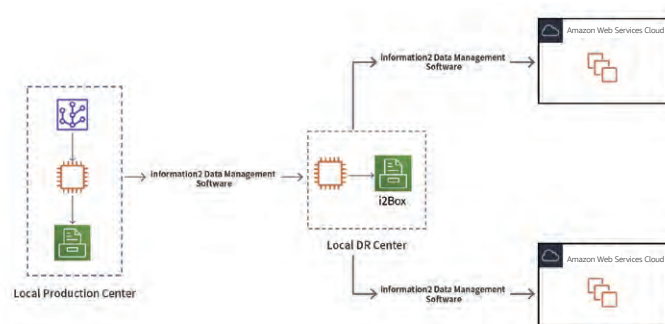 Amazon Web Services Cloud
Information2 Data Management
Software
Information2 Data Management
Software
i2Box
Local DR Center
Local Production Center
Amazon Web Services Cloud
Information2 Data Management
Software